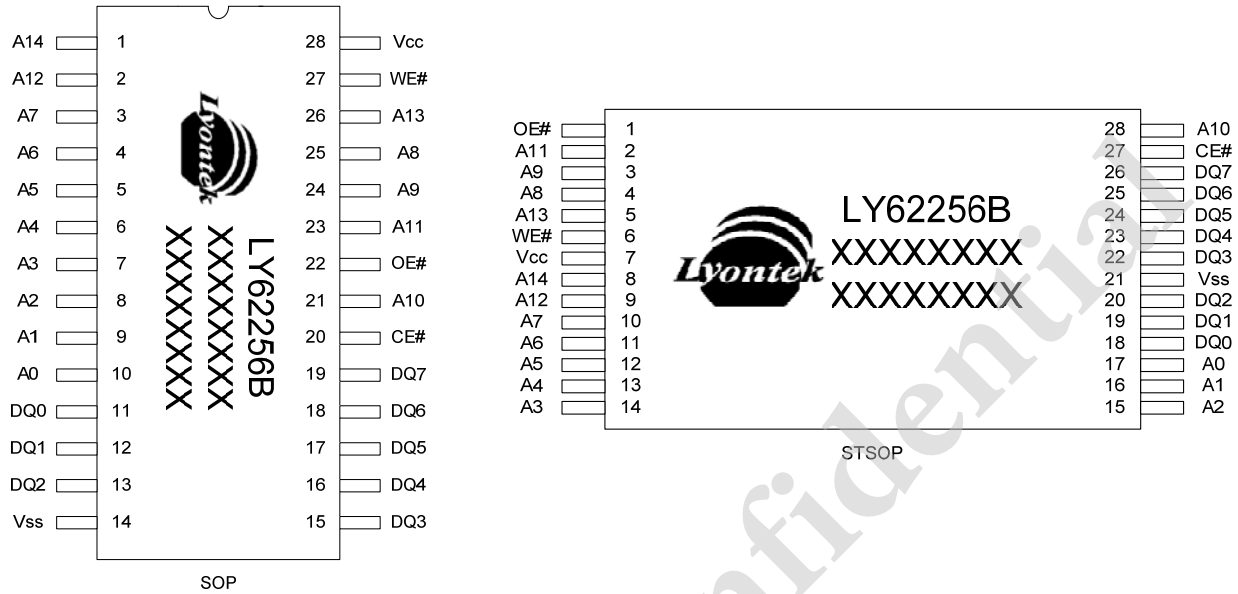 A14 1 28 Vcc
A12 2 27 WE#
A7 3 26 A13
A6 4 25 A8
A5 5 24 A9
A4 6 23 A11
A3 7 22 OE#
A2 8 21 A10
A1 9 20 CE#
A0 10 19 DQ7
DQ0 11 18 DQ6
DQ1 12 17 DQ5
DQ2 13 16 DQ4
Vss 14 15 DQ3
Lyontek
LY62256B
XXXXXXXX
XXXXXXXX
SOP
OE# 1 28 A10
A11 2 27 CE#
A9 3 26 DQ7
A8 4 25 DQ6
A13 5 24 DQ5
WE# 6 23 DQ4
Vcc 7 22 DQ3
A14 8 21 Vss
A12 9 20 DQ2
A7 10 19 DQ1
A6 11 18 DQ0
A5 12 17 A0
A4 13 16 A1
A3 14 15 A2
Lyontek
LY62256B
XXXXXXXX
XXXXXXXX
STSOP
nfidential